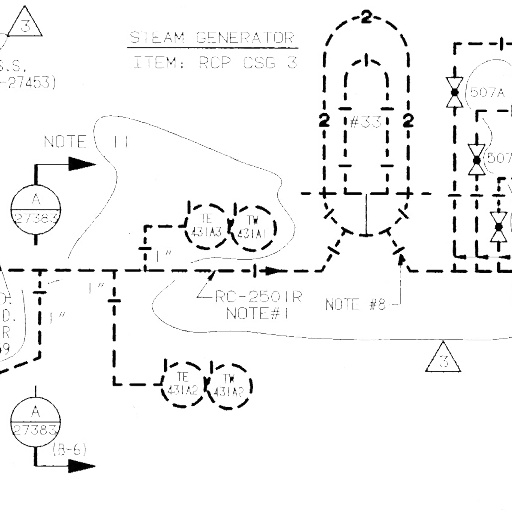 3
STEAM GENERATOR
ITEM: RCP CSG 3
2
S.S.
-27453)
507A
2
#33
2
NOTE 11
507
A
27383
TE
431A3
TW
431A1
1"
1"
RC-2501R
NOTE#1
NOTE #8
1"
D.
R
9
3
TE
431A2
TW
431A2
A
27383
(B-6)